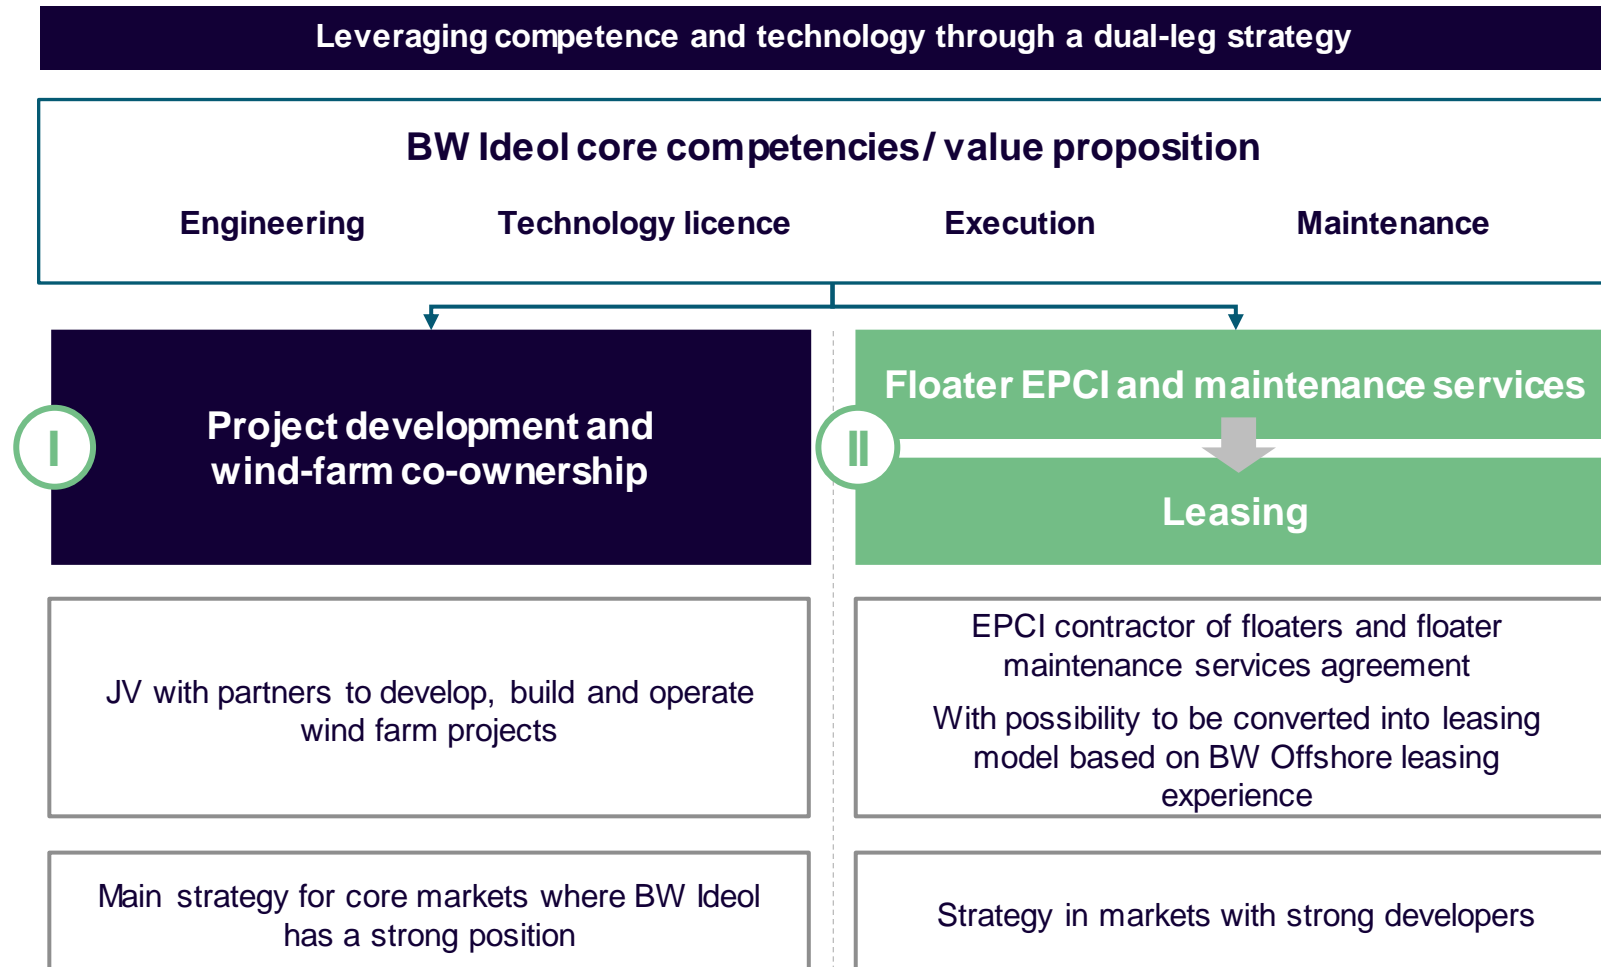 Leveraging competence and technology through a dual-leg strategy
BW Ideol core competencies/ value proposition
Engineering Technology licence Execution Maintenance
I
Project development and
wind-farm co-ownership
JV with partners to develop, build and operate
wind farm projects
Main strategy for core markets where BW Ideol
has a strong position
II
Floater EPCI and maintenance services
Leasing
EPCI contractor of floaters and floater
maintenance services agreement
With possibility to be converted into leasing
model based on BW Offshore leasing
experience
Strategy in markets with strong developers